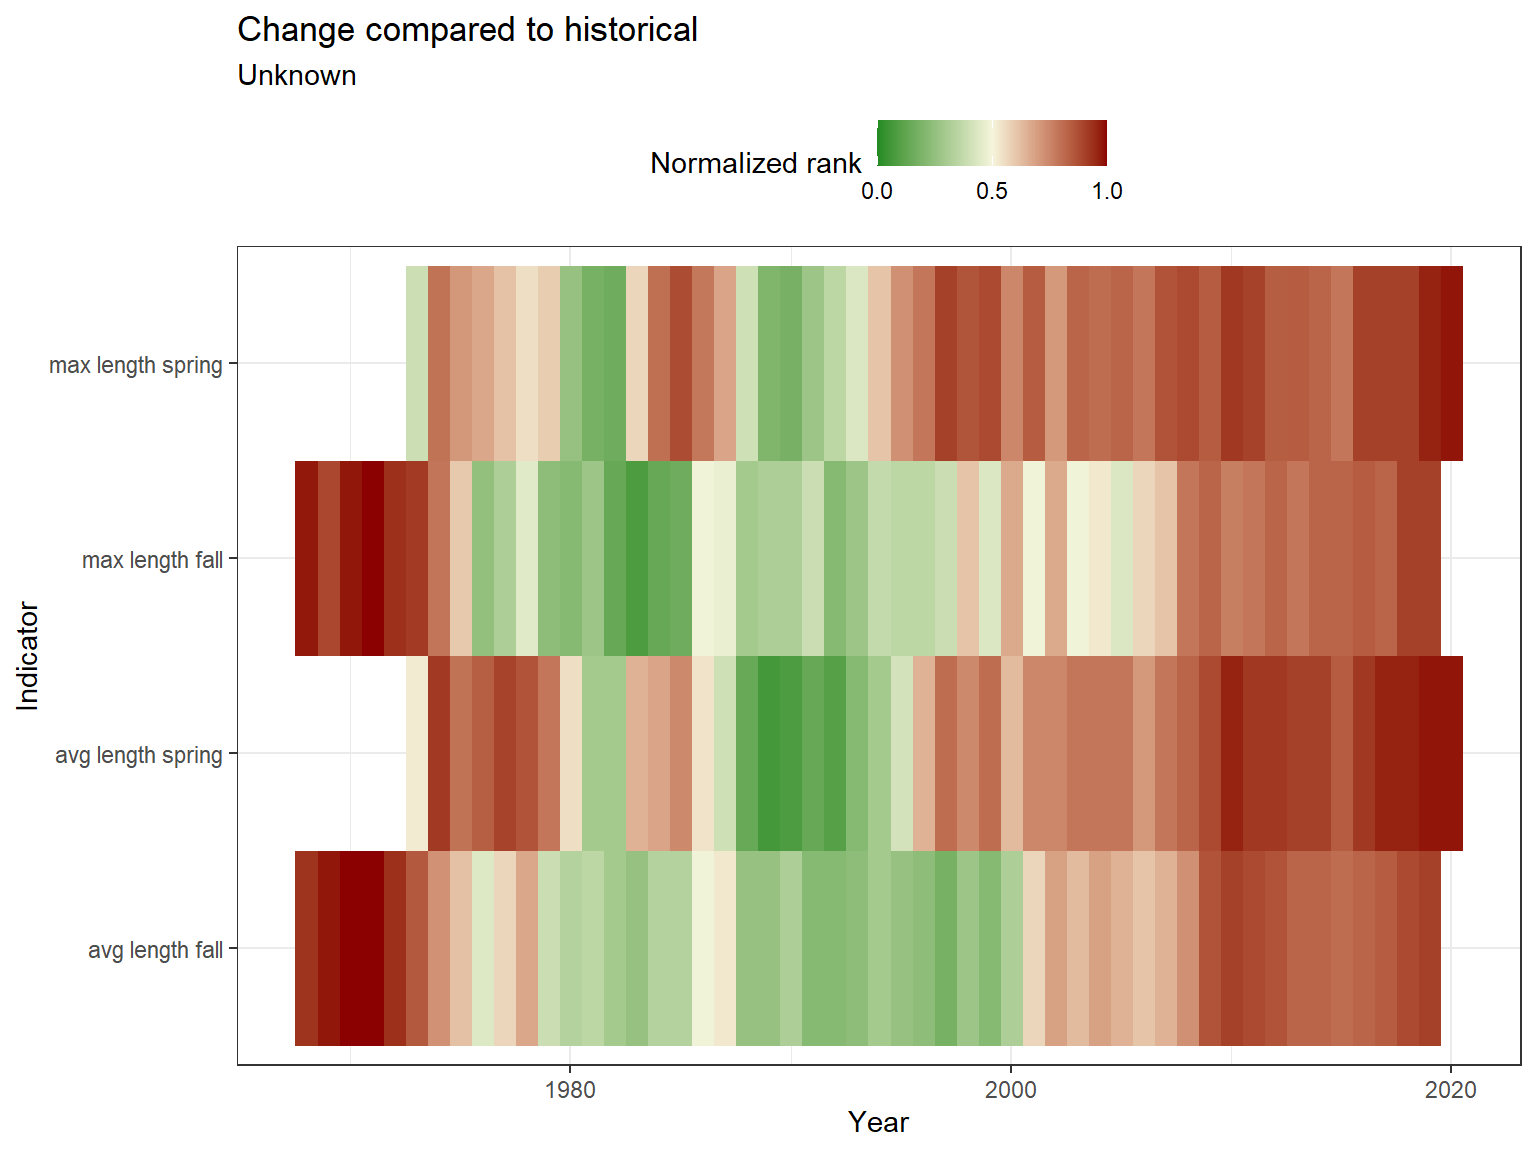 Change compared to historical
Unknown
Normalized rank
0.0 0.5 1.0
max length spring
max length fall
avg length spring
avg length fall
Indicator
1980 2000 2020
Year